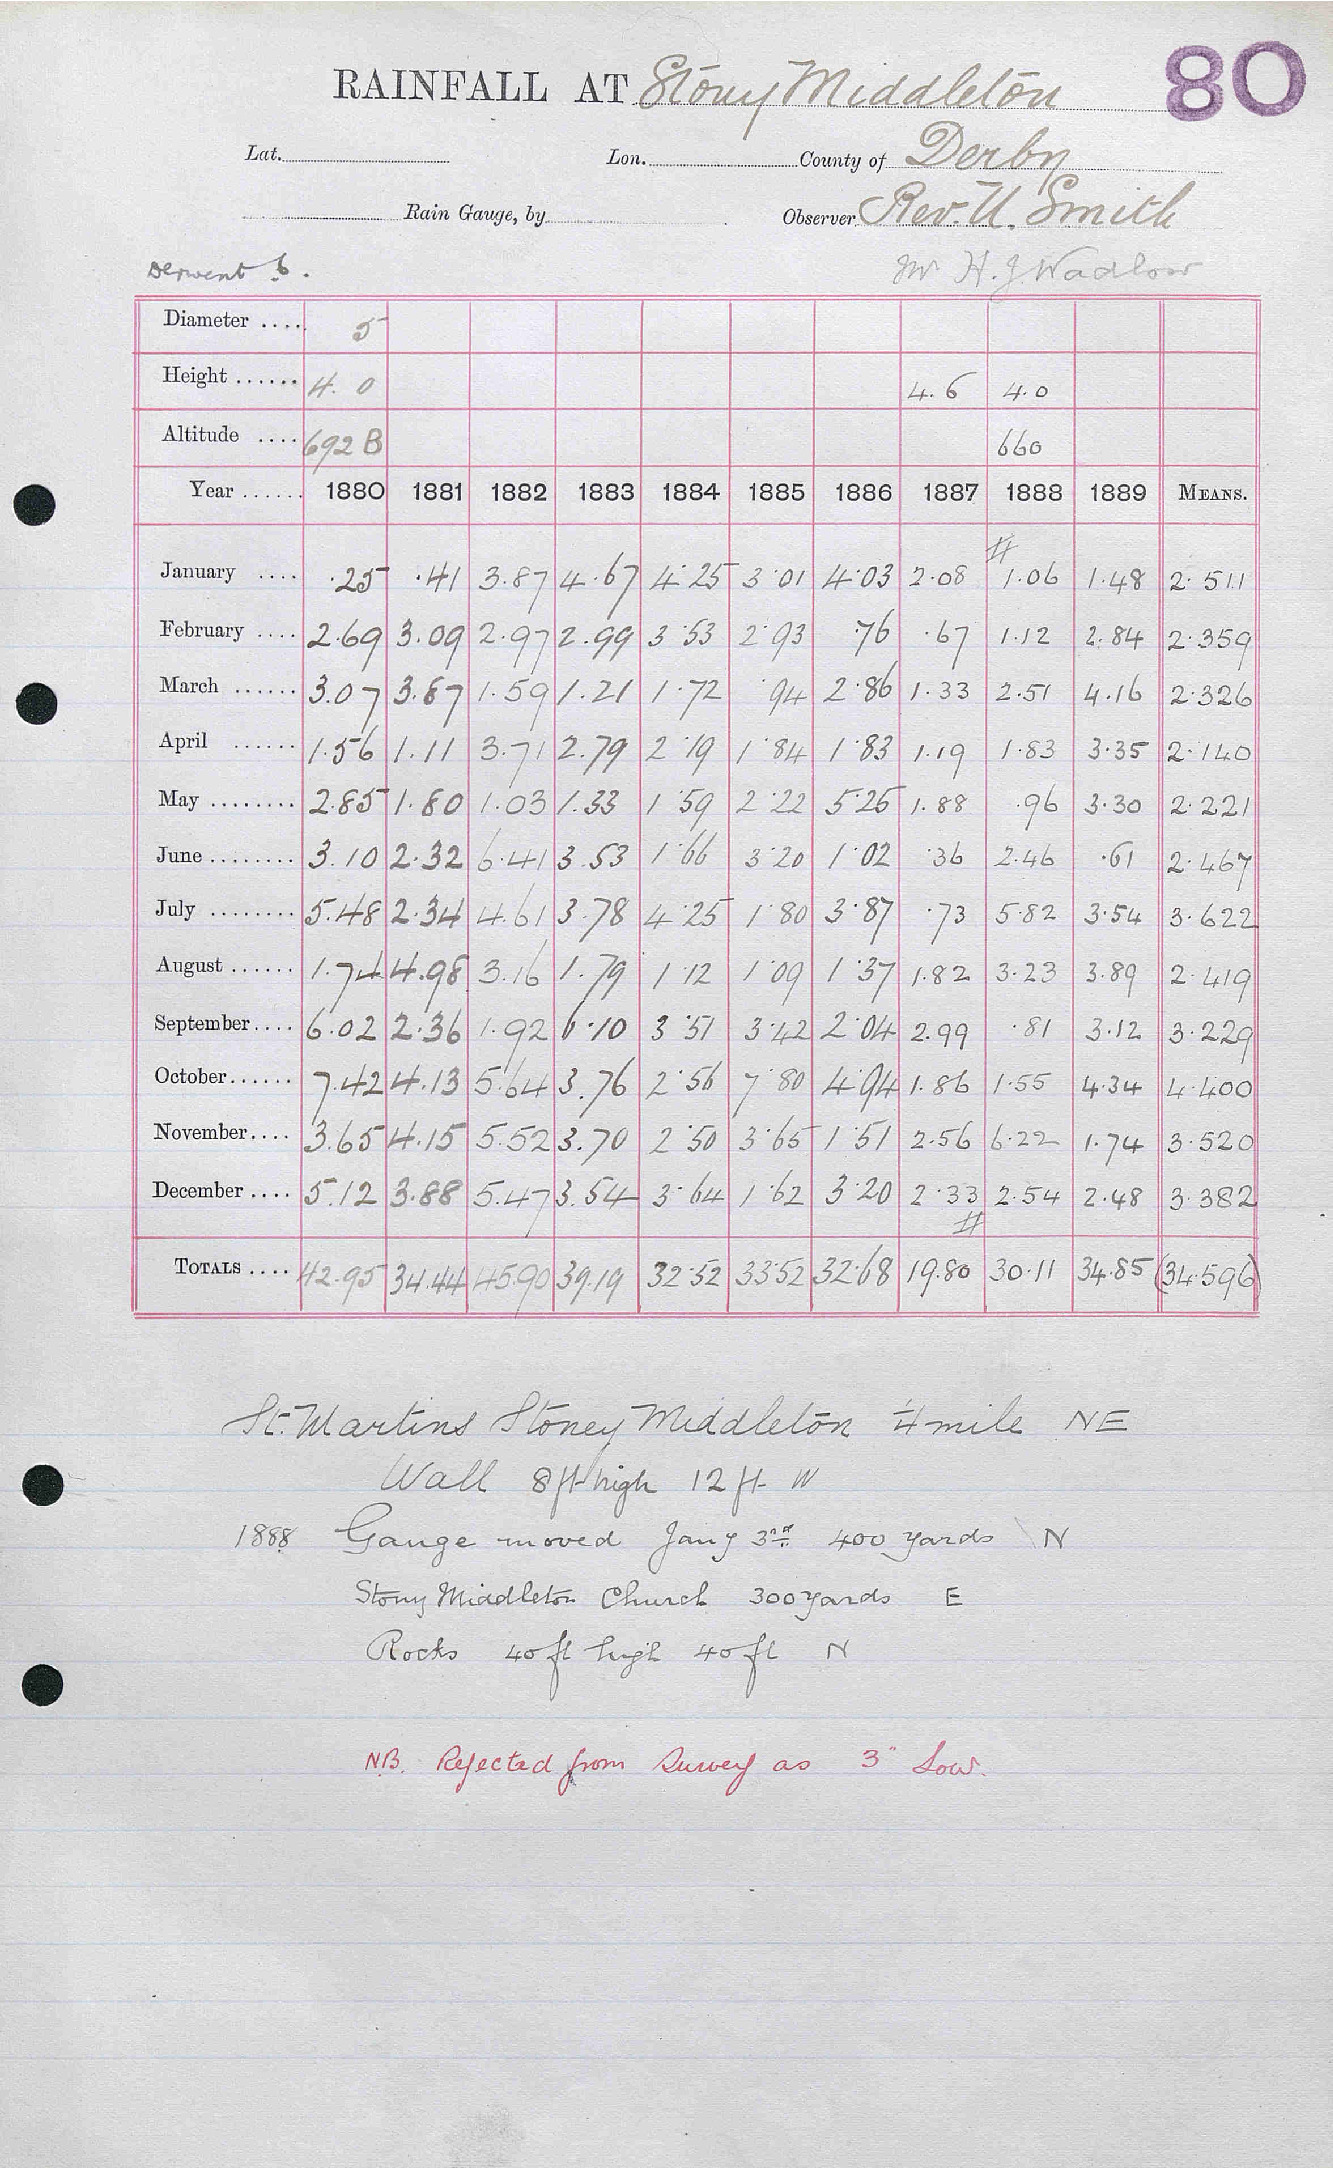 80
RAINFALL AT Stony Middleton
Lat. Lon. County of Derby
Rain Gauge, by Observer Rev. U. Smith
Derwent 6. Mr H. J. Wadlow
Diameter .... 5
Height ...... 4. 0 4.6 4.0
Altitude .... 692 B 660
Year ...... 1880 1881 1882 1883 1884 1885 1886 1887 1888 1889 MEANS.
#
January .... .25 .41 3.87 4.67 4.25 3.01 4.03 2.08 1.06 1.48 2.511
February .... 2.69 3.09 2.97 2.99 3.53 2.93 .76 .67 1.12 2.84 2.359
March ...... 3.07 3.87 1.59 1.21 1.72 .94 2.86 1.33 2.51 4.16 2.326
April ...... 1.56 1.11 3.71 2.79 2.19 1.84 1.83 1.19 1.83 3.35 2.140
May ........ 2.85 1.80 1.03 1.33 1.59 2.22 5.25 1.88 .96 3.30 2.221
June ........ 3.10 2.32 6.41 3.53 1.66 3.20 1.02 .36 2.46 .61 2.467
July ........ 5.48 2.34 4.61 3.78 4.25 1.80 3.87 .73 5.82 3.54 3.622
August ...... 1.74 4.98 3.16 1.79 1.12 1.09 1.37 1.82 3.23 3.89 2.419
September.... 6.02 2.36 1.92 6.10 3.51 3.42 2.04 2.99 .81 3.12 3.229
October...... 7.42 4.13 5.64 3.76 2.56 7.80 4.94 1.86 1.55 4.34 4.400
November.... 3.65 4.15 5.52 3.70 2.50 3.65 1.51 2.56 6.22 1.74 3.520
December .... 5.12 3.88 5.47 3.54 3.64 1.62 3.20 2.33 2.54 2.48 3.382
#
TOTALS .... 42.95 34.44 45.90 39.19 32.52 33.52 32.68 19.80 30.11 34.85 (34.596)
St. Martins Stoney Middleton ¼ mile NE
Wall 8 ft high 12 ft W
1888 Gauge moved Jany 3rd 400 yards N
Stony Middleton Church 300 yards E
Rocks 40 ft high 40 ft N
NB. Rejected from Survey as 3" Low.